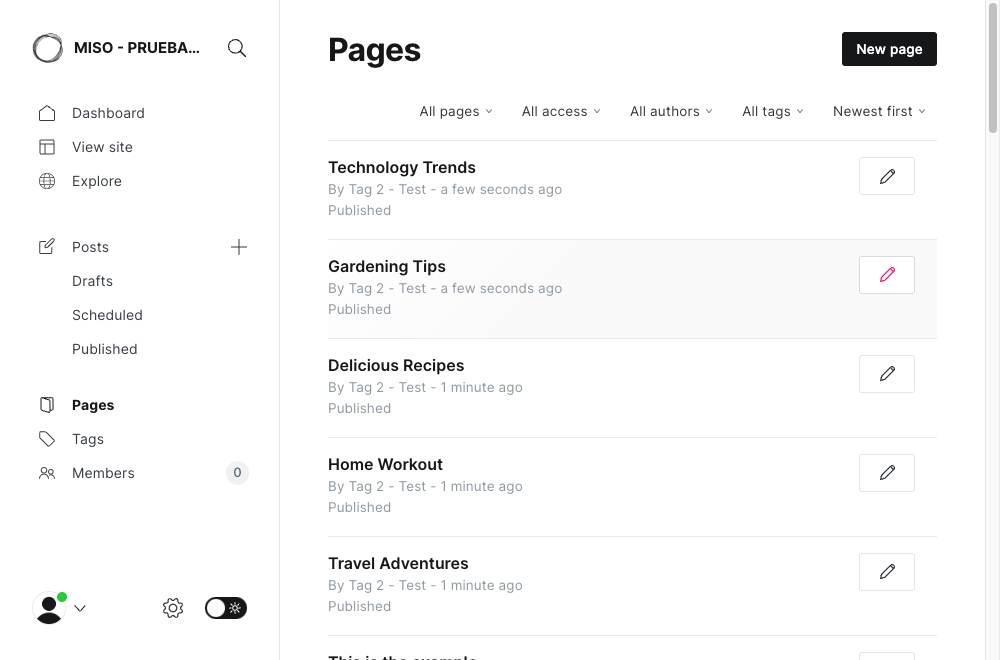 MISO - PRUEBA...
Dashboard
View site
Explore
Posts
Drafts
Scheduled
Published
Pages
Tags
Members
0
Pages
New page
All pages
All access
All authors
All tags
Newest first
Technology Trends
By Tag 2 - Test - a few seconds ago
Published
Gardening Tips
By Tag 2 - Test - a few seconds ago
Published
Delicious Recipes
By Tag 2 - Test - 1 minute ago
Published
Home Workout
By Tag 2 - Test - 1 minute ago
Published
Travel Adventures
By Tag 2 - Test - 1 minute ago
Published
This is the example